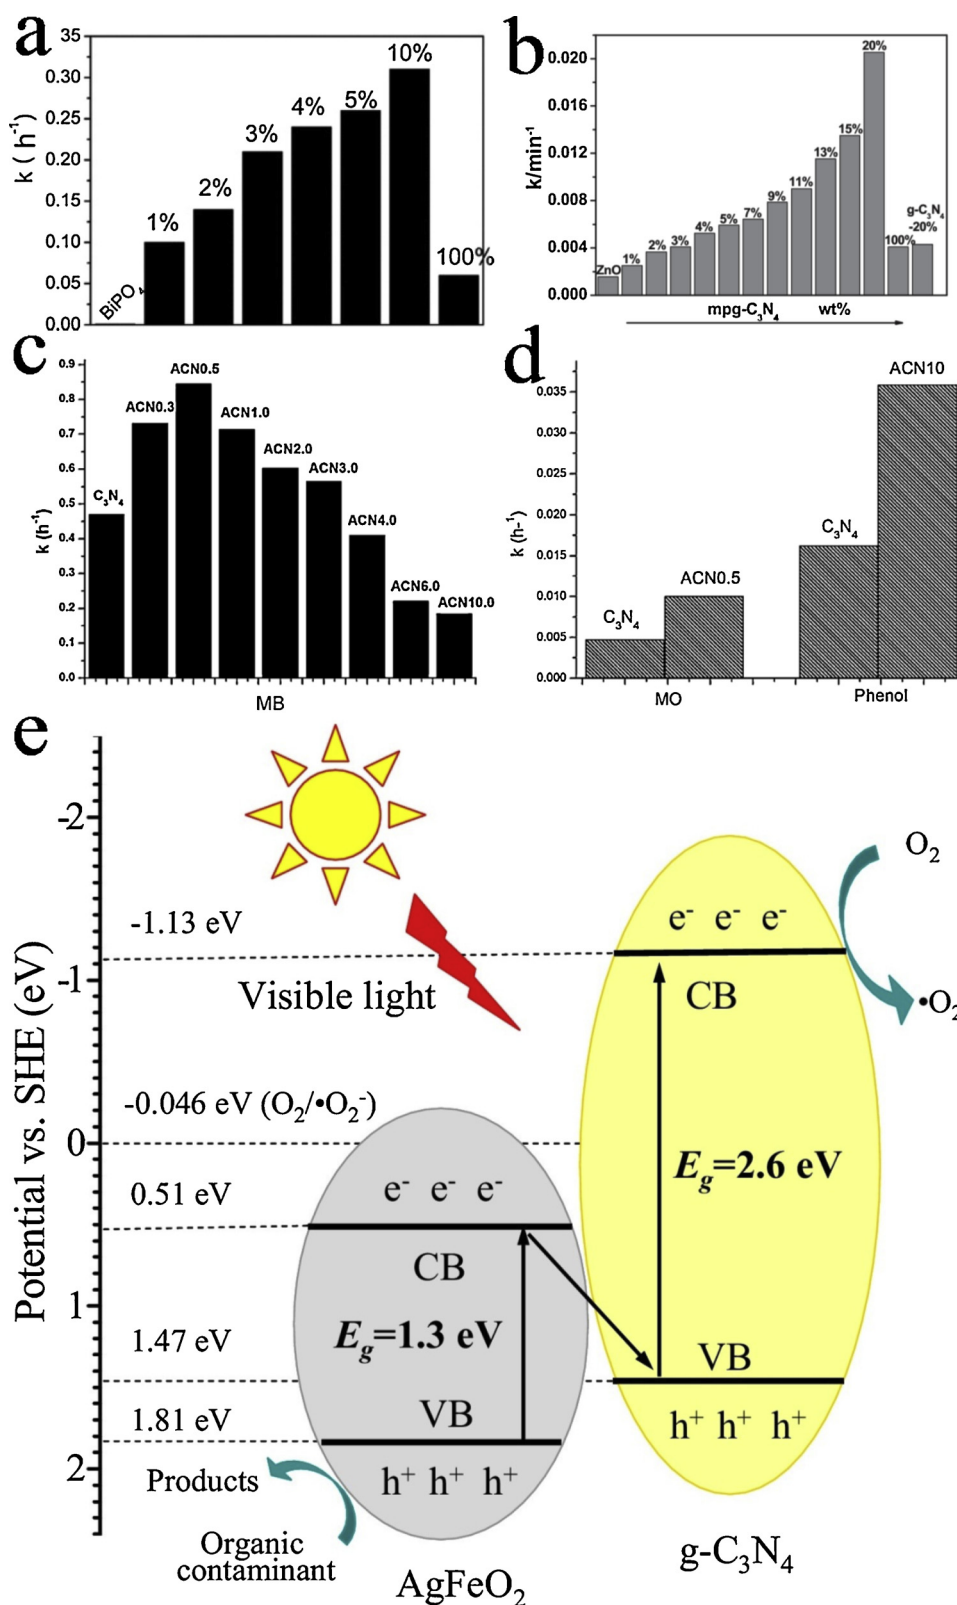 a
35
0.30
0.25
0.20
0.15
0.10
0.05
0.00
k ( h⁻¹)
BiPO₄
1%
2%
3%
4%
5%
10%
100%
b
0.020
0.016
0.012
0.008
0.004
0.000
k/min⁻¹
ZnO
1%
2%
3%
4%
5%
7%
9%
11%
13%
15%
20%
100%
g-C₃N₄
-20%
mpg-C₃N₄ wt%
c
0.9
0.8
0.7
0.6
0.5
0.4
0.3
0.2
0.1
0.0
k (h⁻¹)
C₃N₄
ACN0.3
ACN0.5
ACN1.0
ACN2.0
ACN3.0
ACN4.0
ACN6.0
ACN10.0
MB
d
0.035
0.030
0.025
0.020
0.015
0.010
0.005
0.000
k (h-¹)
C₃N₄
ACN0.5
C₃N₄
ACN10
MO
Phenol
e
Potential vs. SHE (eV)
-2
-1
0
1
2
-1.13 eV
Visible light
-0.046 eV (O₂/•O₂⁻)
0.51 eV
1.47 eV
1.81 eV
Products
Organic
contaminant
e⁻ e⁻ e⁻
CB
Eg=1.3 eV
VB
h⁺ h⁺ h⁺
AgFeO₂
O₂
e⁻ e⁻ e⁻
CB
•O₂
Eg=2.6 eV
VB
h⁺ h⁺ h⁺
g-C₃N₄